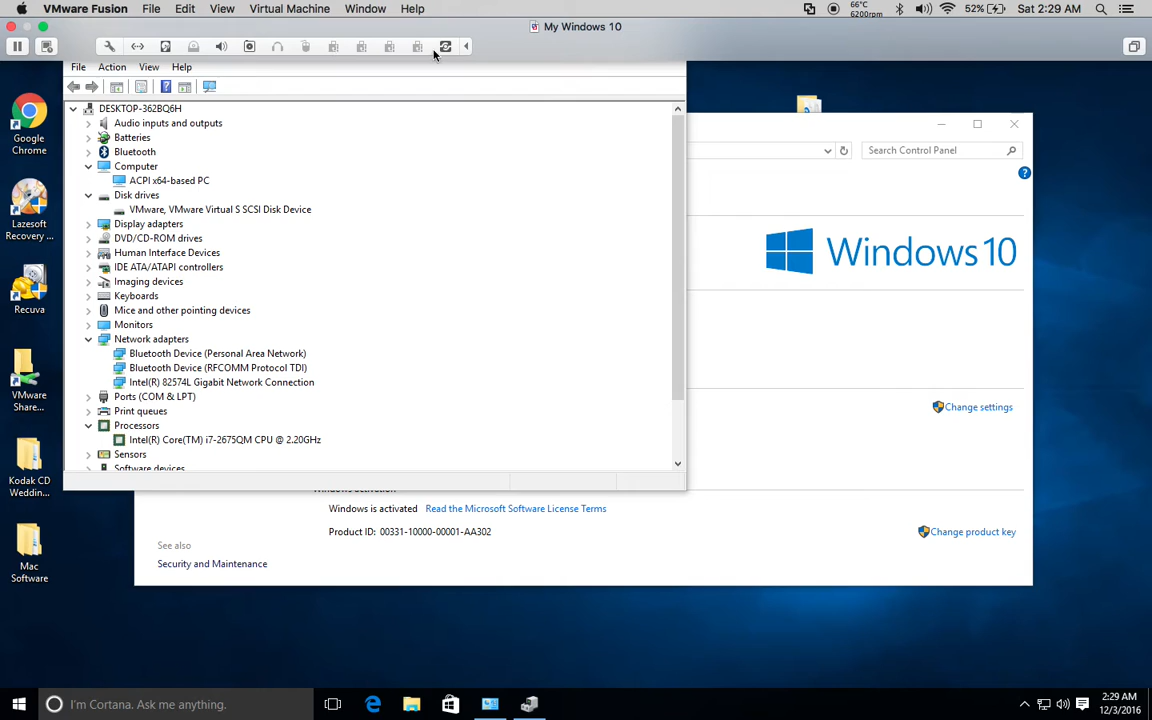 VMware Fusion File Edit View Virtual Machine Window Help 66°C 6200rpm 52% Sat 2:29 AM
My Windows 10
File Action View Help
DESKTOP-362BQ6H
Audio inputs and outputs
Batteries
Bluetooth
Computer
ACPI x64-based PC
Disk drives
VMware, VMware Virtual S SCSI Disk Device
Display adapters
DVD/CD-ROM drives
Human Interface Devices
IDE ATA/ATAPI controllers
Imaging devices
Keyboards
Mice and other pointing devices
Monitors
Network adapters
Bluetooth Device (Personal Area Network)
Bluetooth Device (RFCOMM Protocol TDI)
Intel(R) 82574L Gigabit Network Connection
Ports (COM & LPT)
Print queues
Processors
Intel(R) Core(TM) i7-2675QM CPU @ 2.20GHz
Sensors
Software devices
Search Control Panel
Windows 10
Change settings
Windows activation
Windows is activated Read the Microsoft Software License Terms
Product ID: 00331-10000-00001-AA302
Change product key
See also
Security and Maintenance
Google
Chrome
Lazesoft
Recovery ...
Recuva
VMware
Share...
Kodak CD
Weddin...
Mac
Software
I'm Cortana. Ask me anything.
2:29 AM
12/3/2016